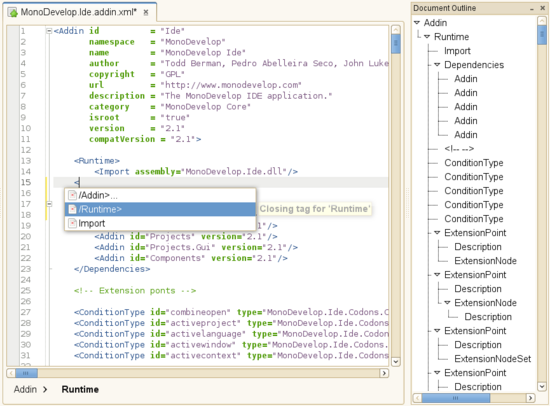 MonoDevelop.Ide.addin.xml*
1 <Addin id = "Ide"
2 namespace = "MonoDevelop"
3 name = "MonoDevelop Ide"
4 author = "Todd Berman, Pedro Abelleira Seco, John Luke
5 copyright = "GPL"
6 url = "http://www.monodevelop.com"
7 description = "The MonoDevelop IDE application."
8 category = "MonoDevelop Core"
9 isroot = "true"
10 version = "2.1"
11 compatVersion = "2.1">
12
13 <Runtime>
14 <Import assembly="MonoDevelop.Ide.dll"/>
15 <
16 /Addin>...
17 /Runtime> Closing tag for 'Runtime'
18 Import
19 .1"/>
20 <Addin id="Projects" version="2.1"/>
21 <Addin id="Projects.Gui" version="2.1"/>
22 <Addin id="Components" version="2.1"/>
23 </Dependencies>
24
25 <!-- Extension ponts -->
26
27 <ConditionType id="combineopen" type="MonoDevelop.Ide.Codons.C
28 <ConditionType id="activeproject" type="MonoDevelop.Ide.Codons
29 <ConditionType id="activelanguage" type="MonoDevelop.Ide.Codons
30 <ConditionType id="activewindow" type="MonoDevelop.Ide.Codons.
31 <ConditionType id="activecontext" type="MonoDevelop.Ide.Codons
Addin > Runtime
Document Outline
Addin
Runtime
Import
Dependencies
Addin
Addin
Addin
Addin
Addin
<!-- -->
ConditionType
ConditionType
ConditionType
ConditionType
ConditionType
ExtensionPoint
Description
ExtensionNode
ExtensionPoint
Description
ExtensionNode
Description
ExtensionPoint
Description
ExtensionNodeSet
ExtensionPoint
Description